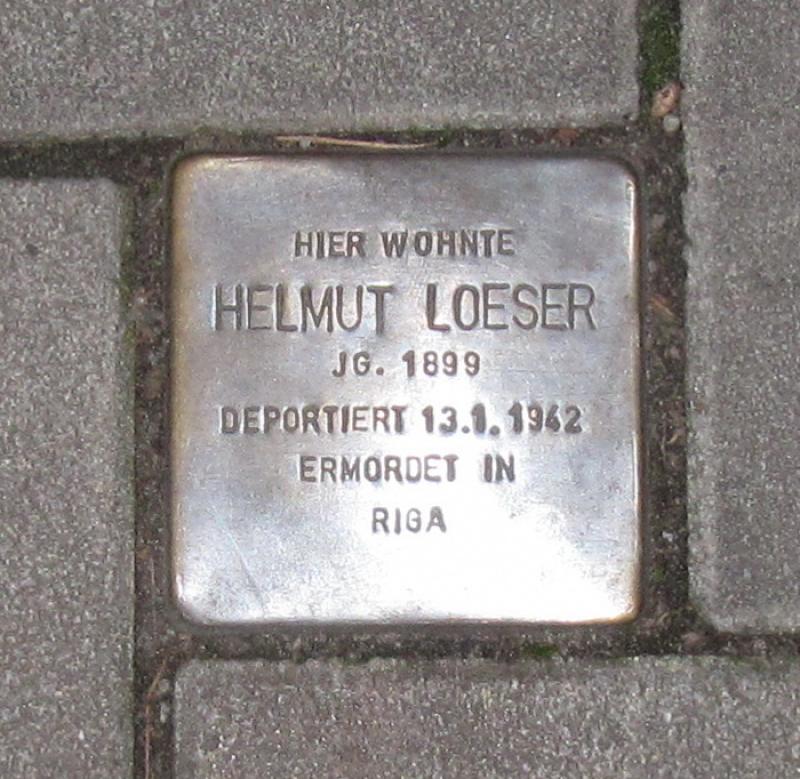 HIER WOHNTE
HELMUT LOESER
JG. 1899
DEPORTIERT 13.1.1942
ERMORDET IN
RIGA